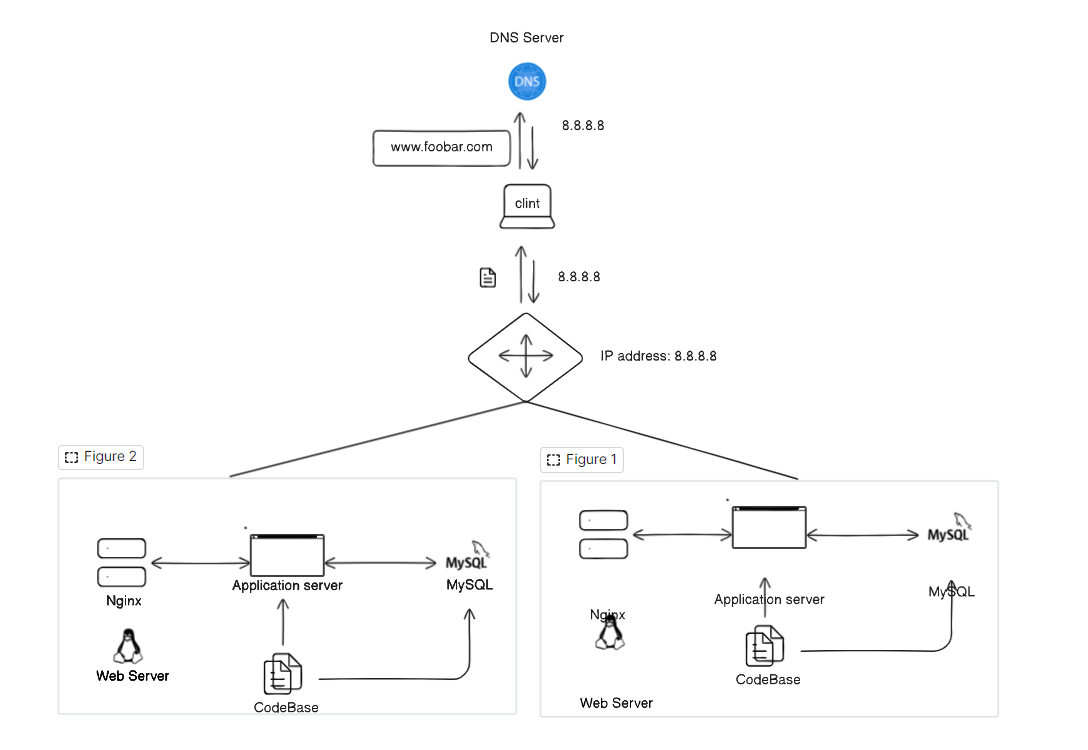 DNS Server
DNS
8.8.8.8
www.foobar.com
clint
8.8.8.8
IP address: 8.8.8.8
Figure 2
MySQL
Application server
MySQL
Nginx
Web Server
CodeBase
Figure 1
MySQL
MySQL
Application server
Nginx
CodeBase
Web Server